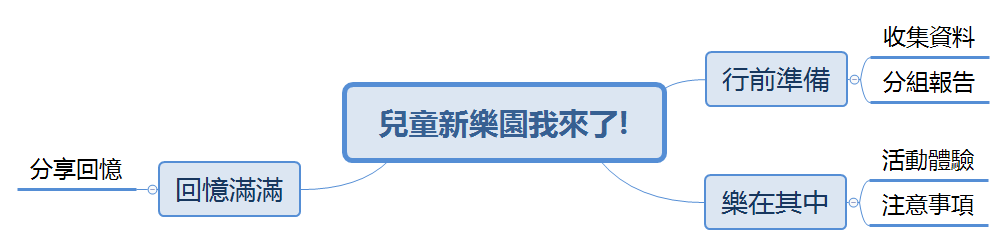 兒童新樂園我來了!
行前準備
收集資料
分組報告
樂在其中
活動體驗
注意事項
回憶滿滿
分享回憶